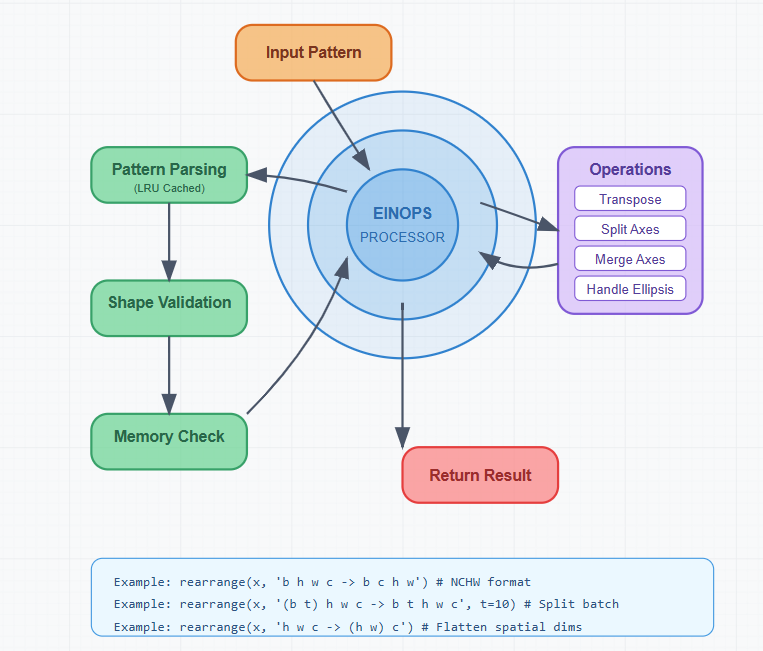 Input Pattern
Pattern Parsing
(LRU Cached)
EINOPS
PROCESSOR
Operations
Transpose
Split Axes
Merge Axes
Handle Ellipsis
Shape Validation
Memory Check
Return Result
Example: rearrange(x, 'b h w c -> b c h w') # NCHW format
Example: rearrange(x, '(b t) h w c -> b t h w c', t=10) # Split batch
Example: rearrange(x, 'h w c -> (h w) c') # Flatten spatial dims